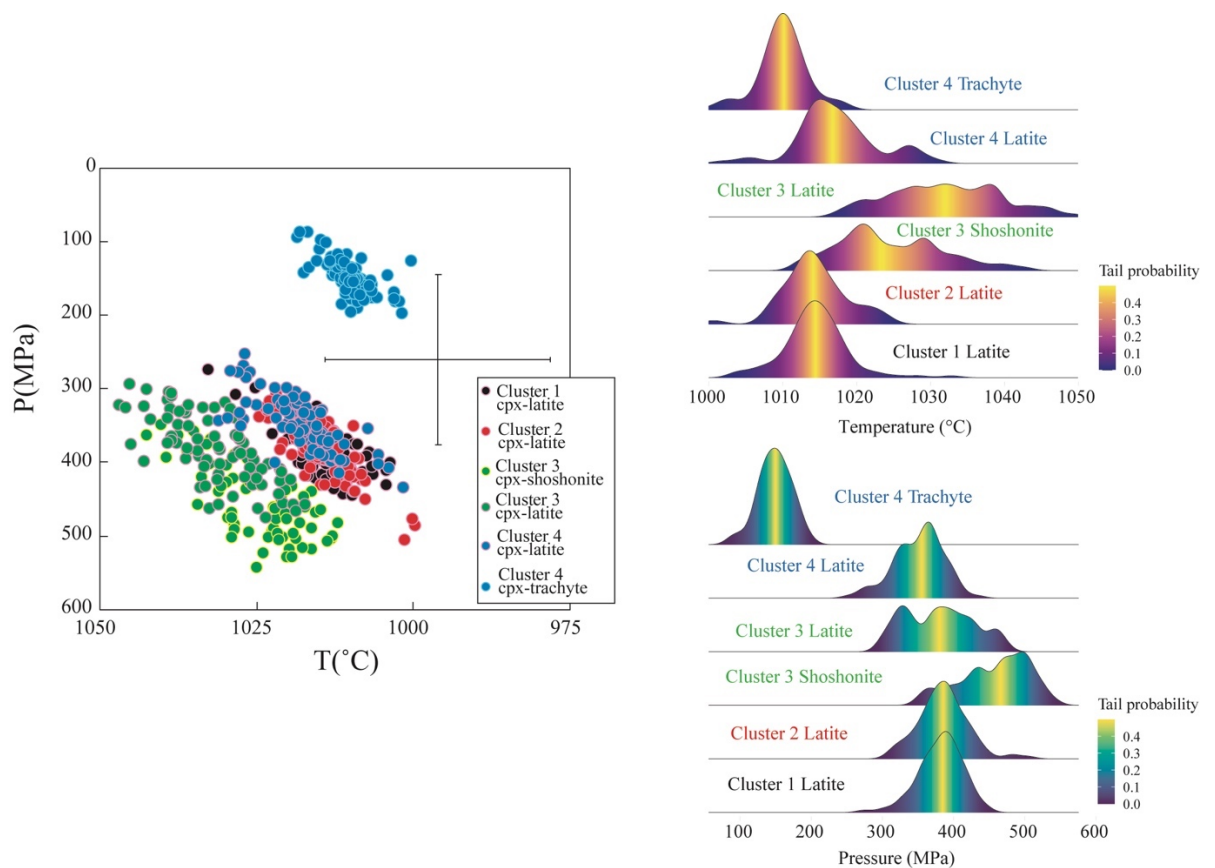 0
100
200
300
400
500
600
P(MPa)
1050
1025
1000
975
T(˚C)
Cluster 1
cpx-latite
Cluster 2
cpx-latite
Cluster 3
cpx-shoshonite
Cluster 3
cpx-latite
Cluster 4
cpx-latite
Cluster 4
cpx-trachyte
Cluster 4 Trachyte
Cluster 4 Latite
Cluster 3 Latite
Cluster 3 Shoshonite
Cluster 2 Latite
Cluster 1 Latite
Tail probability
0.4
0.3
0.2
0.1
0.0
1000
1010
1020
1030
1040
1050
Temperature (°C)
Cluster 4 Trachyte
Cluster 4 Latite
Cluster 3 Latite
Cluster 3 Shoshonite
Cluster 2 Latite
Cluster 1 Latite
Tail probability
0.4
0.3
0.2
0.1
0.0
100
200
300
400
500
600
Pressure (MPa)